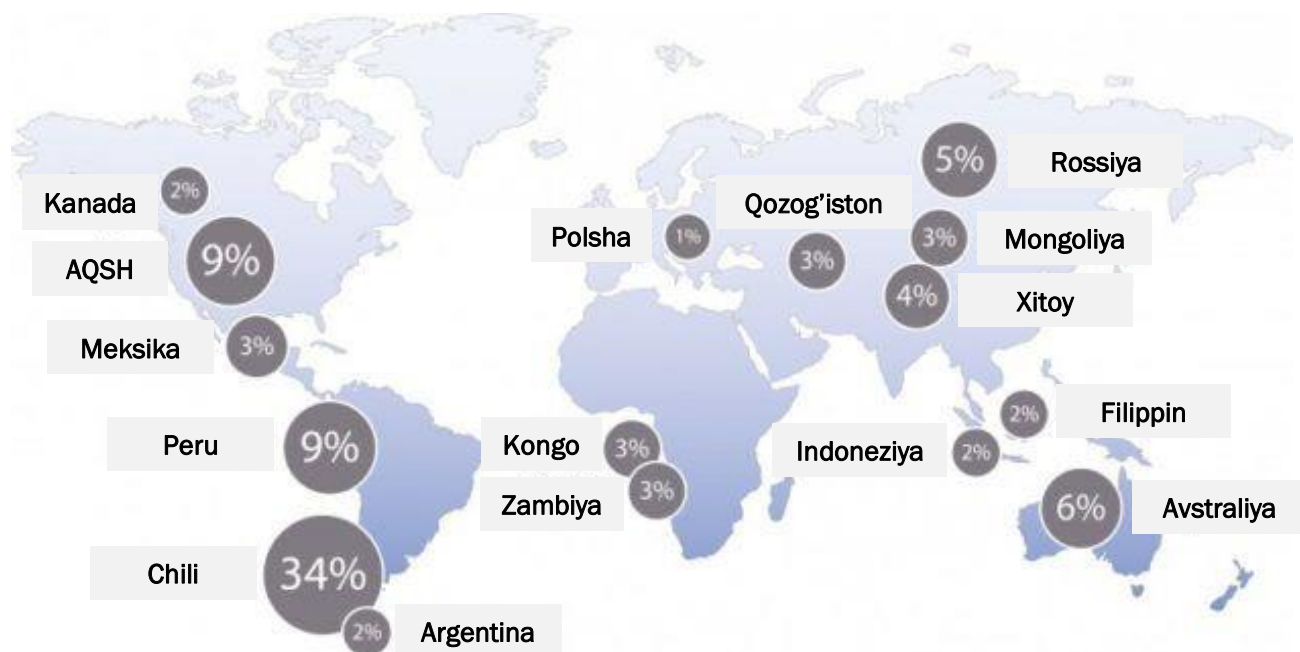 5%
Rossiya
2%
Kanada
Qozog’iston
Polsha
1%
3%
Mongoliya
9%
AQSH
3%
4%
Xitoy
Meksika
3%
2%
Filippin
Peru
9%
Kongo
3%
Indoneziya
2%
Zambiya
3%
6%
Avstraliya
Chili
34%
2%
Argentina